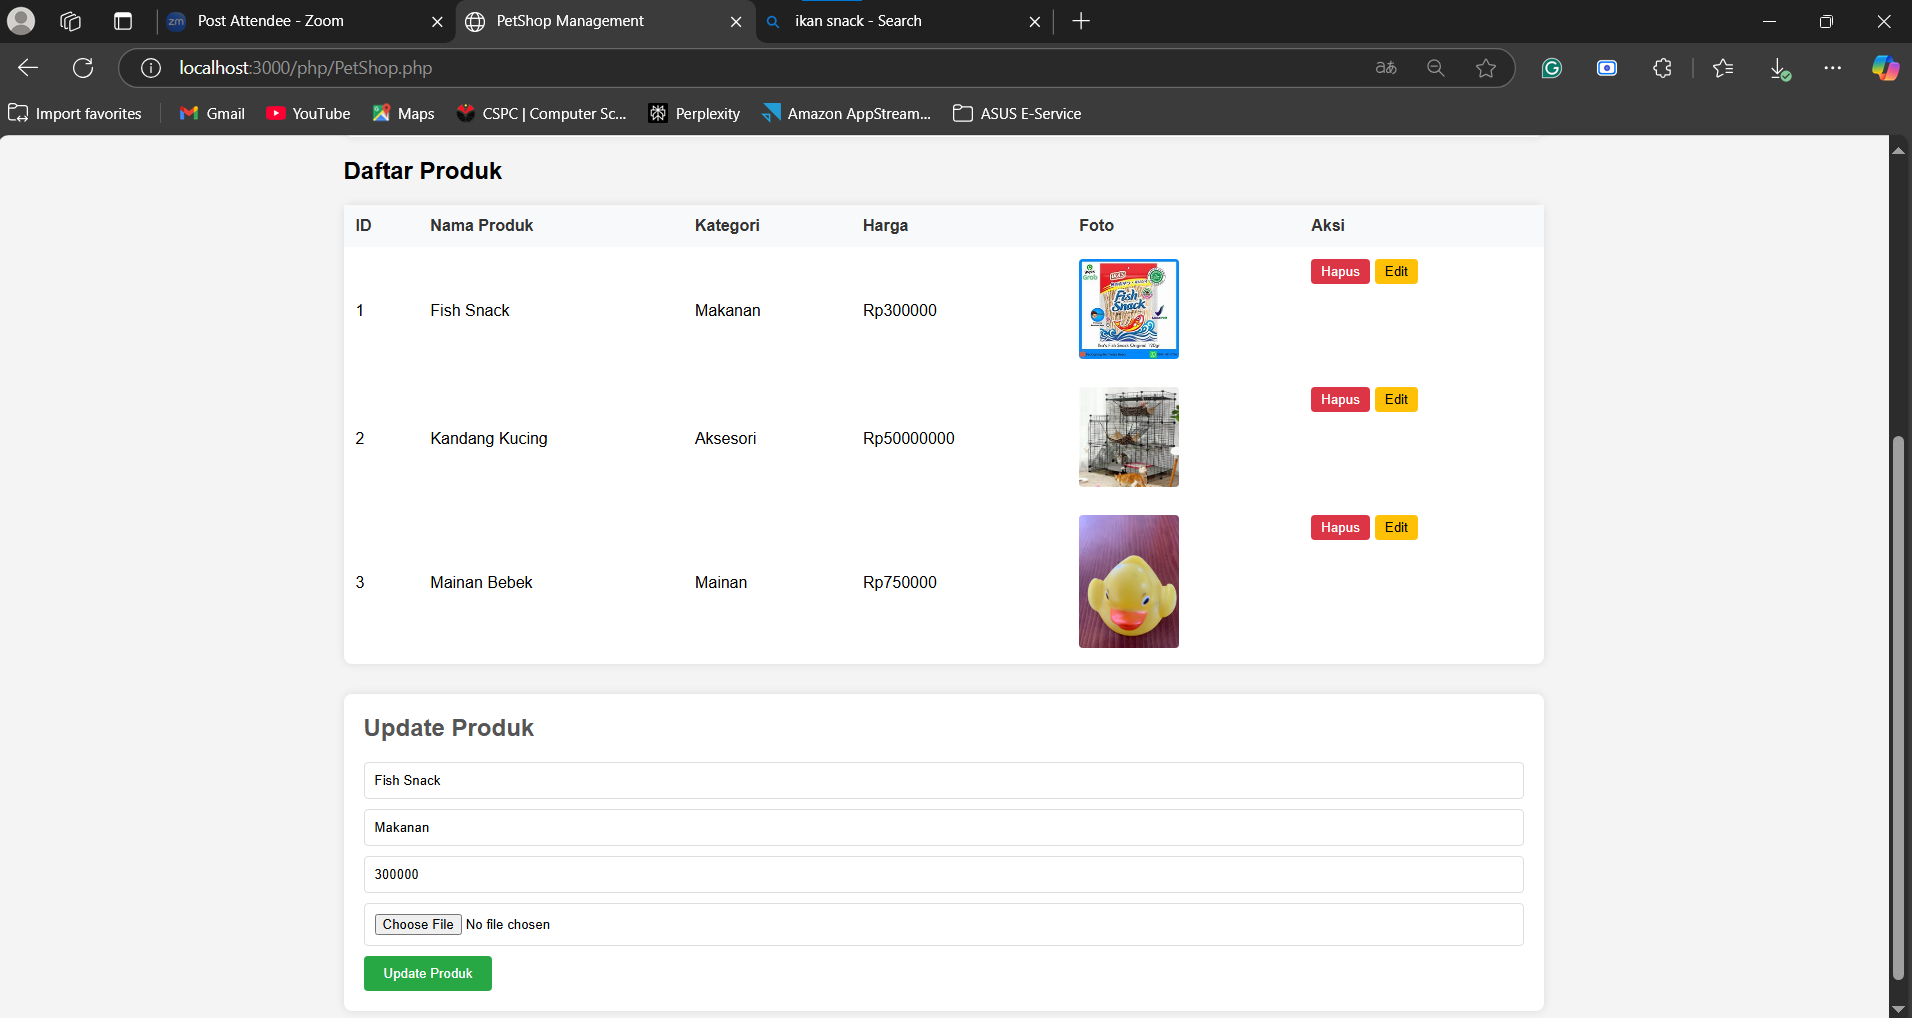 Post Attendee - Zoom
PetShop Management
ikan snack - Search
localhost:3000/php/PetShop.php
Import favorites
Gmail
YouTube
Maps
CSPC | Computer Sc...
Perplexity
Amazon AppStream...
ASUS E-Service
Daftar Produk
ID Nama Produk Kategori Harga Foto Aksi
1 Fish Snack Makanan Rp300000 Hapus Edit
Fish
Snack
2 Kandang Kucing Aksesori Rp50000000 Hapus Edit
3 Mainan Bebek Mainan Rp750000 Hapus Edit
Update Produk
Fish Snack
Makanan
300000
Choose File No file chosen
Update Produk